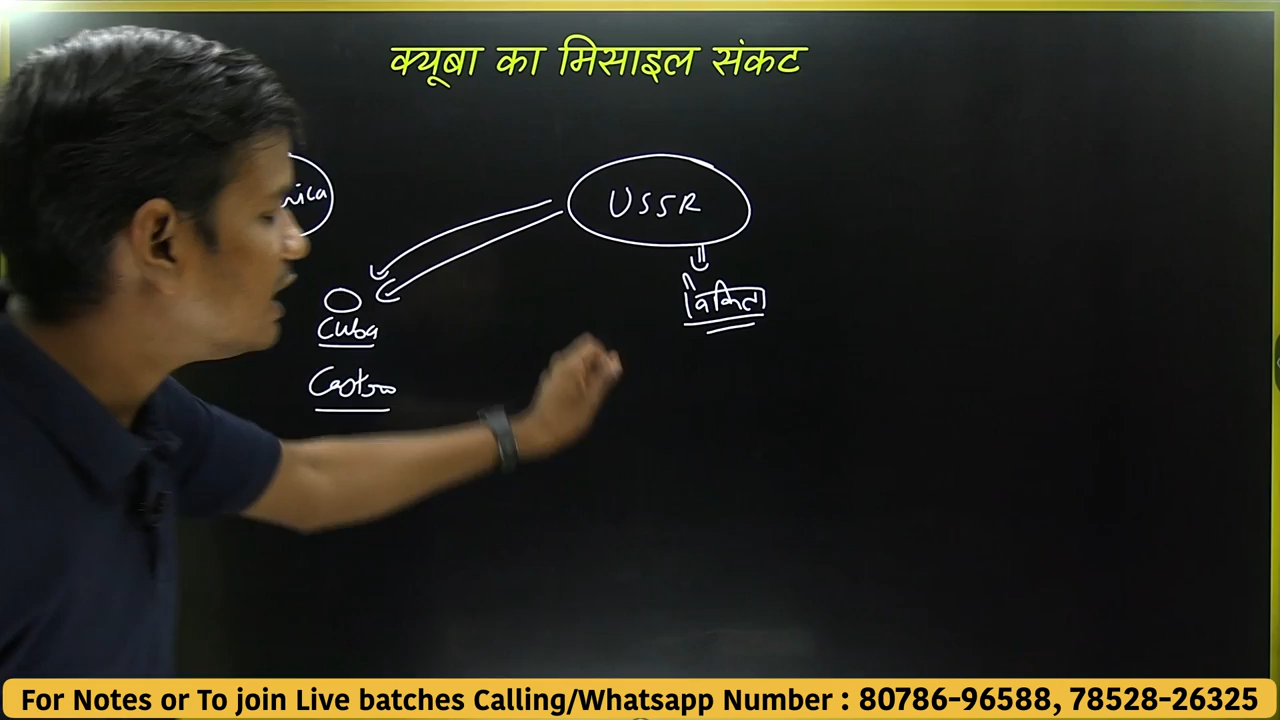 क्यूबा का मिसाइल संकट
USSR
Cuba
Castro
For Notes or To join Live batches Calling/Whatsapp Number : 80786-96588, 78528-26325